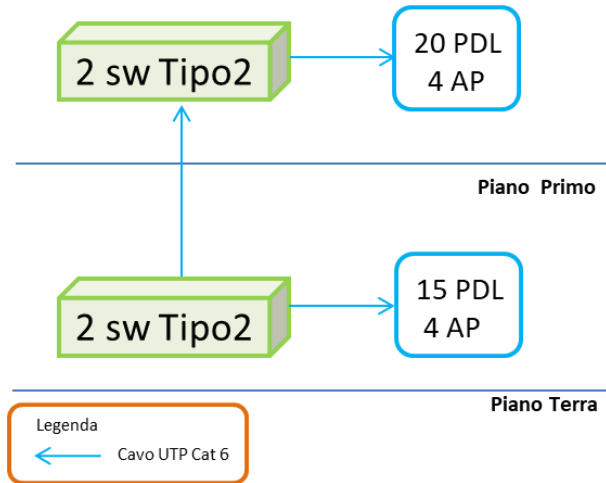 2 sw Tipo2
20 PDL
4 AP
Piano Primo
2 sw Tipo2
15 PDL
4 AP
Piano Terra
Legenda
Cavo UTP Cat 6